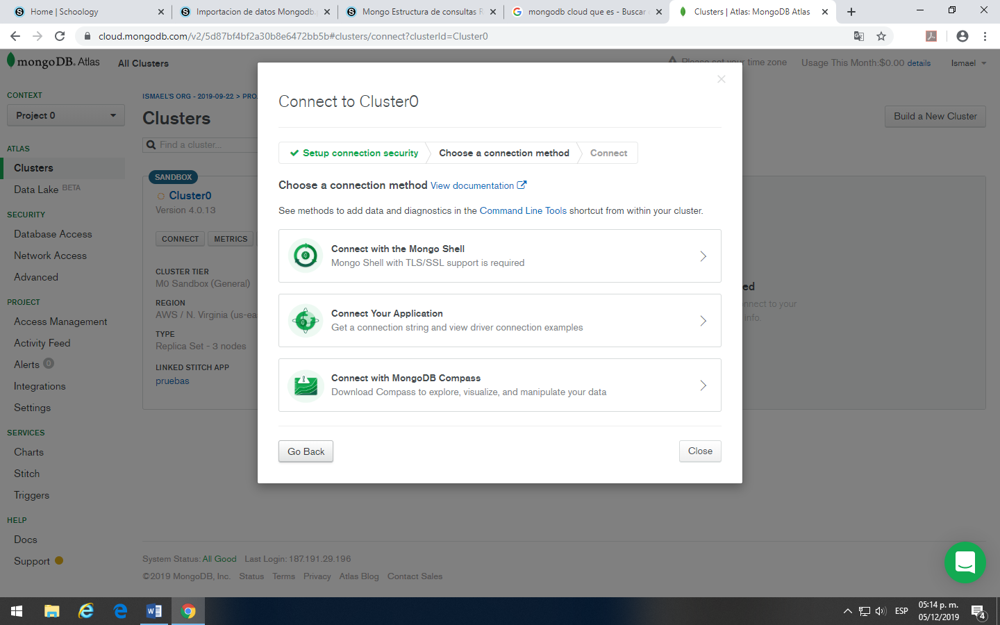 Home | Schoology
Importacion de datos Mongodb.
Mongo Estructura de consultas
mongodb cloud que es - Buscar
Clusters | Atlas: MongoDB Atlas
cloud.mongodb.com/v2/5d87bf4bf2a30b8e6472bb5b#clusters/connect?clusterId=Cluster0
mongoDB. Atlas
All Clusters
Please set your time zone
Usage This Month:$0.00 details
Ismael
CONTEXT
Project 0
ATLAS
Clusters
Data Lake BETA
SECURITY
Database Access
Network Access
Advanced
PROJECT
Access Management
Activity Feed
Alerts 0
Integrations
Settings
SERVICES
Charts
Stitch
Triggers
HELP
Docs
Support
ISMAEL'S ORG - 2019-09-22 > PRO
Clusters
Build a New Cluster
Find a cluster...
SANDBOX
Cluster0
Version 4.0.13
CONNECT
METRICS
CLUSTER TIER
M0 Sandbox (General)
REGION
AWS / N. Virginia (us-ea
TYPE
Replica Set - 3 nodes
LINKED STITCH APP
pruebas
Connect to Cluster0
Setup connection security
Choose a connection method
Connect
Choose a connection method View documentation
See methods to add data and diagnostics in the Command Line Tools shortcut from within your cluster.
Connect with the Mongo Shell
Mongo Shell with TLS/SSL support is required
Connect Your Application
Get a connection string and view driver connection examples
Connect with MongoDB Compass
Download Compass to explore, visualize, and manipulate your data
Go Back
Close
ed
nnect to your
info.
System Status: All Good Last Login: 187.191.29.196
©2019 MongoDB, Inc. Status Terms Privacy Atlas Blog Contact Sales
ESP
05:14 p. m.
05/12/2019
4